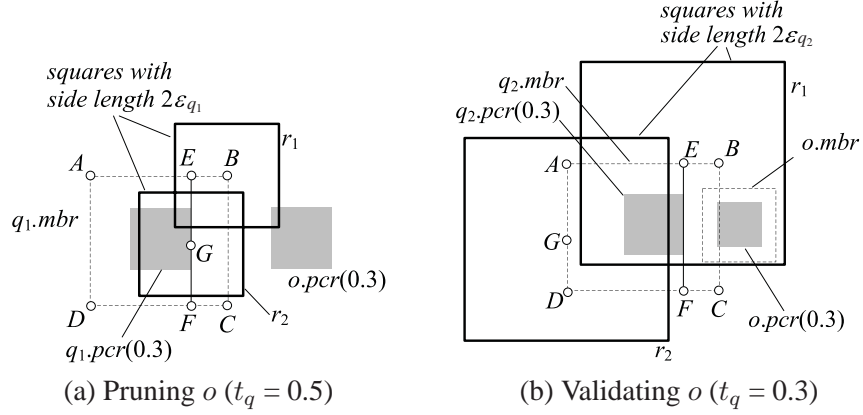 squares with
side length 2ε_{q_1}
r_1
A
E
B
q_1.mbr
G
o.pcr(0.3)
D
F
C
r_2
q_1.pcr(0.3)
(a) Pruning o (t_q = 0.5)
squares with
side length 2ε_{q_2}
q_2.mbr
q_2.pcr(0.3)
r_1
o.mbr
A
E
B
G
D
F
C
o.pcr(0.3)
r_2
(b) Validating o (t_q = 0.3)